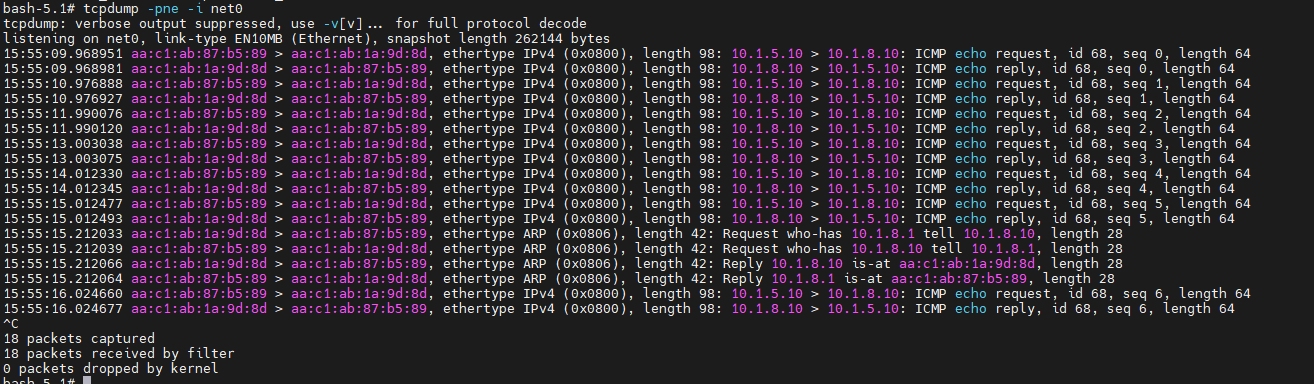 bash-5.1# tcpdump -pne -i net0
tcpdump: verbose output suppressed, use -v[v]... for full protocol decode
listening on net0, link-type EN10MB (Ethernet), snapshot length 262144 bytes
15:55:09.968951 aa:c1:ab:87:b5:89 > aa:c1:ab:1a:9d:8d, ethertype IPv4 (0x0800), length 98: 10.1.5.10 > 10.1.8.10: ICMP echo request, id 68, seq 0, length 64
15:55:09.968981 aa:c1:ab:1a:9d:8d > aa:c1:ab:87:b5:89, ethertype IPv4 (0x0800), length 98: 10.1.8.10 > 10.1.5.10: ICMP echo reply, id 68, seq 0, length 64
15:55:10.976888 aa:c1:ab:87:b5:89 > aa:c1:ab:1a:9d:8d, ethertype IPv4 (0x0800), length 98: 10.1.5.10 > 10.1.8.10: ICMP echo request, id 68, seq 1, length 64
15:55:10.976927 aa:c1:ab:1a:9d:8d > aa:c1:ab:87:b5:89, ethertype IPv4 (0x0800), length 98: 10.1.8.10 > 10.1.5.10: ICMP echo reply, id 68, seq 1, length 64
15:55:11.990076 aa:c1:ab:87:b5:89 > aa:c1:ab:1a:9d:8d, ethertype IPv4 (0x0800), length 98: 10.1.5.10 > 10.1.8.10: ICMP echo request, id 68, seq 2, length 64
15:55:11.990120 aa:c1:ab:1a:9d:8d > aa:c1:ab:87:b5:89, ethertype IPv4 (0x0800), length 98: 10.1.8.10 > 10.1.5.10: ICMP echo reply, id 68, seq 2, length 64
15:55:13.003038 aa:c1:ab:87:b5:89 > aa:c1:ab:1a:9d:8d, ethertype IPv4 (0x0800), length 98: 10.1.5.10 > 10.1.8.10: ICMP echo request, id 68, seq 3, length 64
15:55:13.003075 aa:c1:ab:1a:9d:8d > aa:c1:ab:87:b5:89, ethertype IPv4 (0x0800), length 98: 10.1.8.10 > 10.1.5.10: ICMP echo reply, id 68, seq 3, length 64
15:55:14.012330 aa:c1:ab:87:b5:89 > aa:c1:ab:1a:9d:8d, ethertype IPv4 (0x0800), length 98: 10.1.5.10 > 10.1.8.10: ICMP echo request, id 68, seq 4, length 64
15:55:14.012345 aa:c1:ab:1a:9d:8d > aa:c1:ab:87:b5:89, ethertype IPv4 (0x0800), length 98: 10.1.8.10 > 10.1.5.10: ICMP echo reply, id 68, seq 4, length 64
15:55:15.012477 aa:c1:ab:87:b5:89 > aa:c1:ab:1a:9d:8d, ethertype IPv4 (0x0800), length 98: 10.1.5.10 > 10.1.8.10: ICMP echo request, id 68, seq 5, length 64
15:55:15.012493 aa:c1:ab:1a:9d:8d > aa:c1:ab:87:b5:89, ethertype IPv4 (0x0800), length 98: 10.1.8.10 > 10.1.5.10: ICMP echo reply, id 68, seq 5, length 64
15:55:15.212033 aa:c1:ab:1a:9d:8d > aa:c1:ab:87:b5:89, ethertype ARP (0x0806), length 42: Request who-has 10.1.8.1 tell 10.1.8.10, length 28
15:55:15.212039 aa:c1:ab:87:b5:89 > aa:c1:ab:1a:9d:8d, ethertype ARP (0x0806), length 42: Request who-has 10.1.8.10 tell 10.1.8.1, length 28
15:55:15.212066 aa:c1:ab:1a:9d:8d > aa:c1:ab:87:b5:89, ethertype ARP (0x0806), length 42: Reply 10.1.8.10 is-at aa:c1:ab:1a:9d:8d, length 28
15:55:15.212064 aa:c1:ab:87:b5:89 > aa:c1:ab:1a:9d:8d, ethertype ARP (0x0806), length 42: Reply 10.1.8.1 is-at aa:c1:ab:87:b5:89, length 28
15:55:16.024660 aa:c1:ab:87:b5:89 > aa:c1:ab:1a:9d:8d, ethertype IPv4 (0x0800), length 98: 10.1.5.10 > 10.1.8.10: ICMP echo request, id 68, seq 6, length 64
15:55:16.024677 aa:c1:ab:1a:9d:8d > aa:c1:ab:87:b5:89, ethertype IPv4 (0x0800), length 98: 10.1.8.10 > 10.1.5.10: ICMP echo reply, id 68, seq 6, length 64
^C
18 packets captured
18 packets received by filter
0 packets dropped by kernel
bash-5.1#